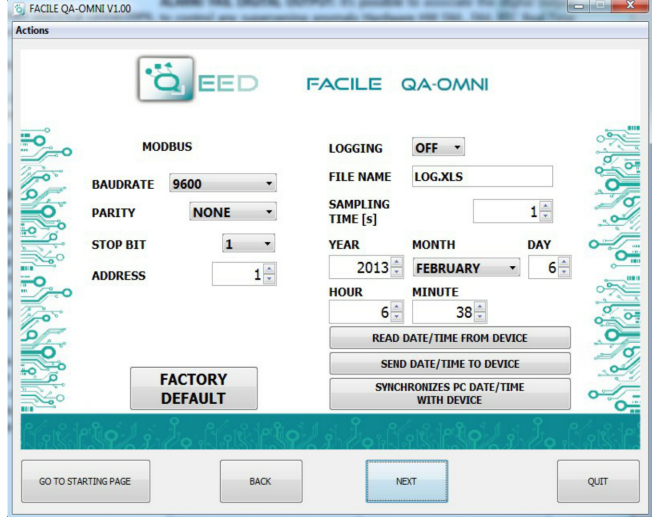 FACILE QA-OMNI V1.00
Actions
QEED FACILE QA-OMNI
MODBUS
BAUDRATE 9600
PARITY NONE
STOP BIT 1
ADDRESS 1
FACTORY
DEFAULT
LOGGING OFF
FILE NAME LOG.XLS
SAMPLING
TIME [s] 1
YEAR MONTH DAY
2013 FEBRUARY 6
HOUR MINUTE
6 38
READ DATE/TIME FROM DEVICE
SEND DATE/TIME TO DEVICE
SYNCHRONIZES PC DATE/TIME
WITH DEVICE
GO TO STARTING PAGE BACK NEXT QUIT